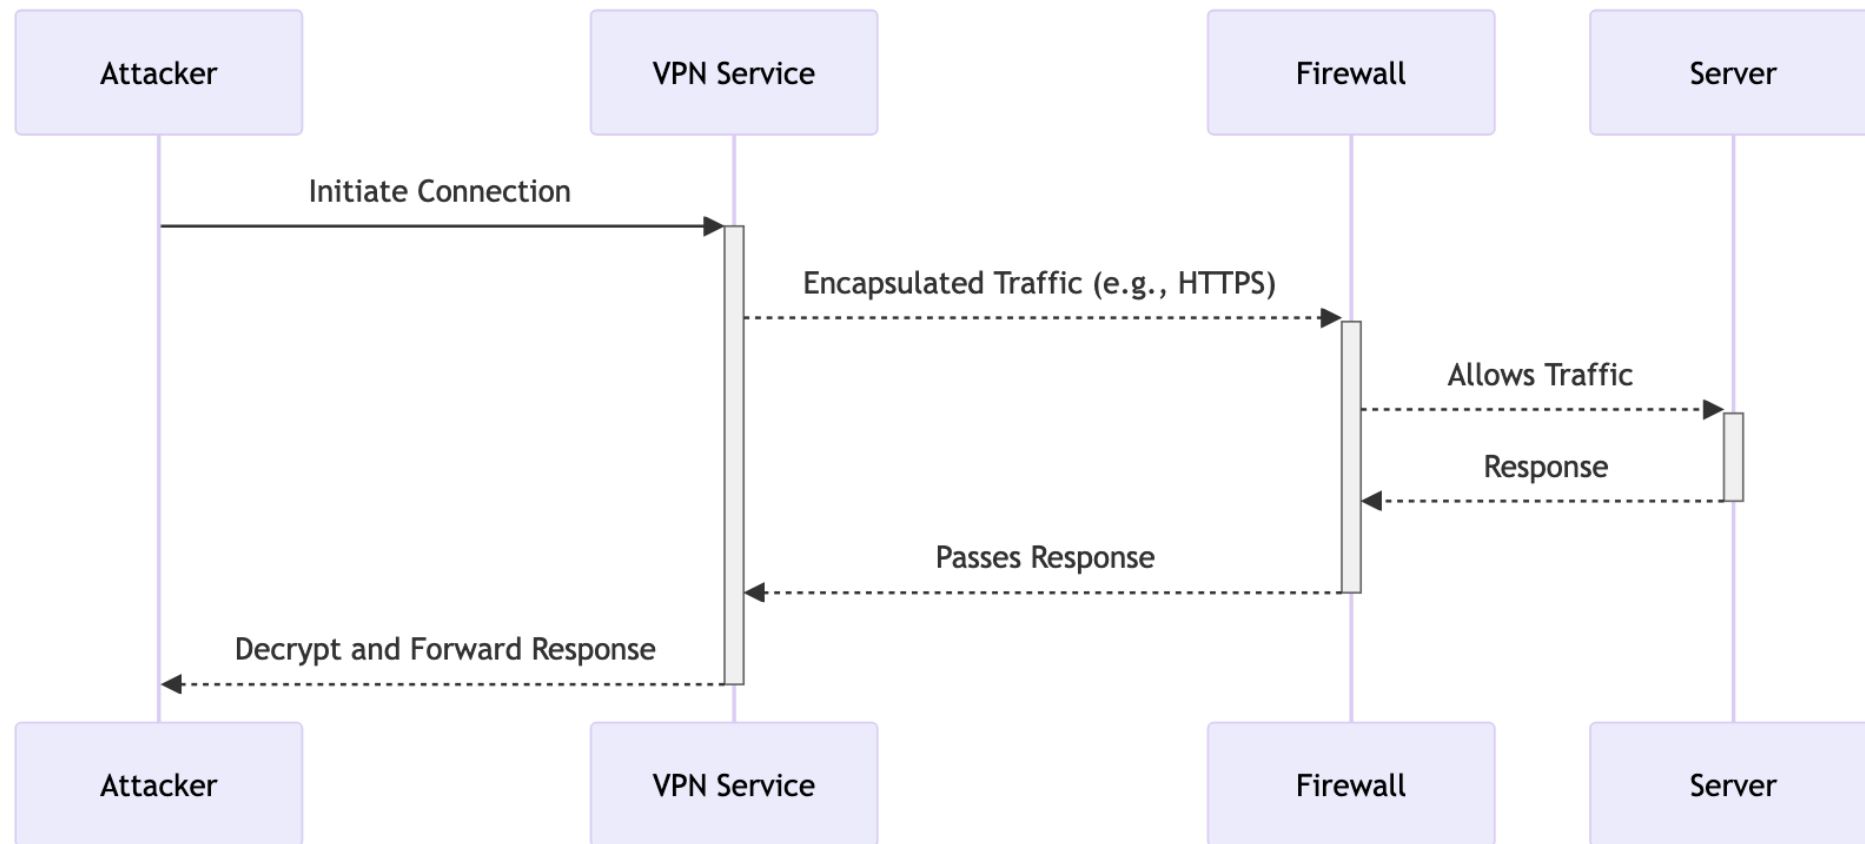 Attacker
VPN Service
Firewall
Server
Initiate Connection
Encapsulated Traffic (e.g., HTTPS)
Allows Traffic
Response
Passes Response
Decrypt and Forward Response
Attacker
VPN Service
Firewall
Server